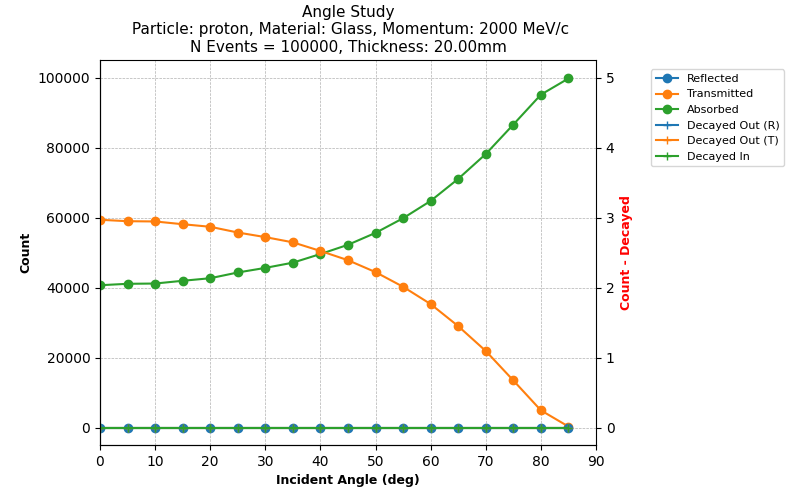 Angle Study
Particle: proton, Material: Glass, Momentum: 2000 MeV/c
N Events = 100000, Thickness: 20.00mm
100000
80000
60000
40000
20000
0
Count
0 10 20 30 40 50 60 70 80 90
Incident Angle (deg)
5
4
3
2
1
0
Count - Decayed
Reflected
Transmitted
Absorbed
Decayed Out (R)
Decayed Out (T)
Decayed In